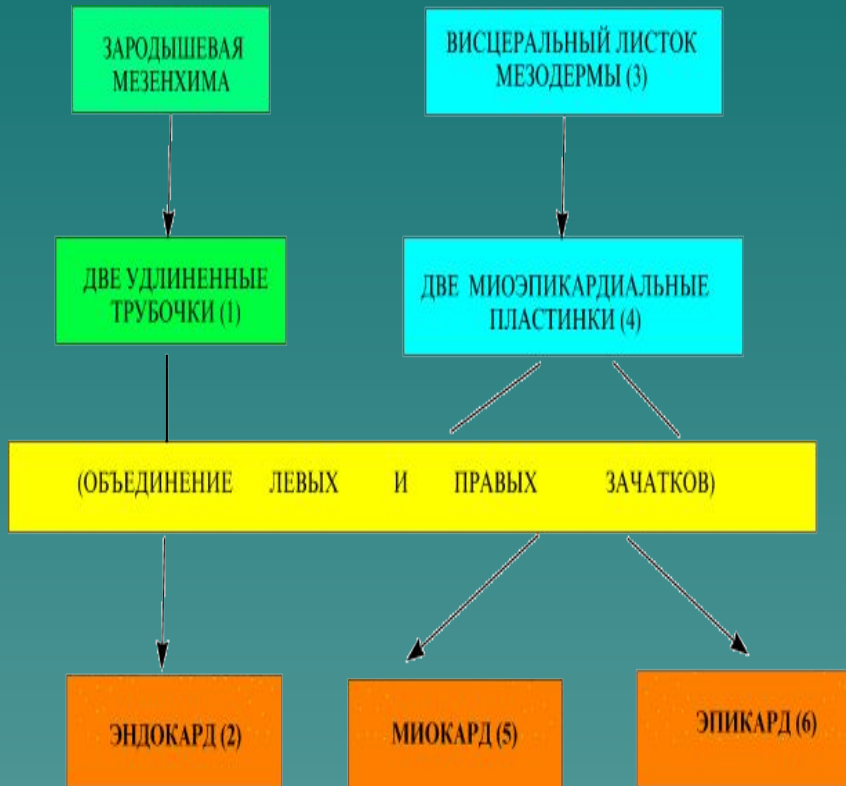 ЗАРОДЫШЕВАЯ
МЕЗЕНХИМА
ВИСЦЕРАЛЬНЫЙ ЛИСТОК
МЕЗОДЕРМЫ (3)
ДВЕ УДЛИНЕННЫЕ
ТРУБОЧКИ (1)
ДВЕ МИОЭПИКАРДИАЛЬНЫЕ
ПЛАСТИНКИ (4)
(ОБЪЕДИНЕНИЕ ЛЕВЫХ И ПРАВЫХ ЗАЧАТКОВ)
ЭНДОКАРД (2)
МИОКАРД (5)
ЭПИКАРД (6)